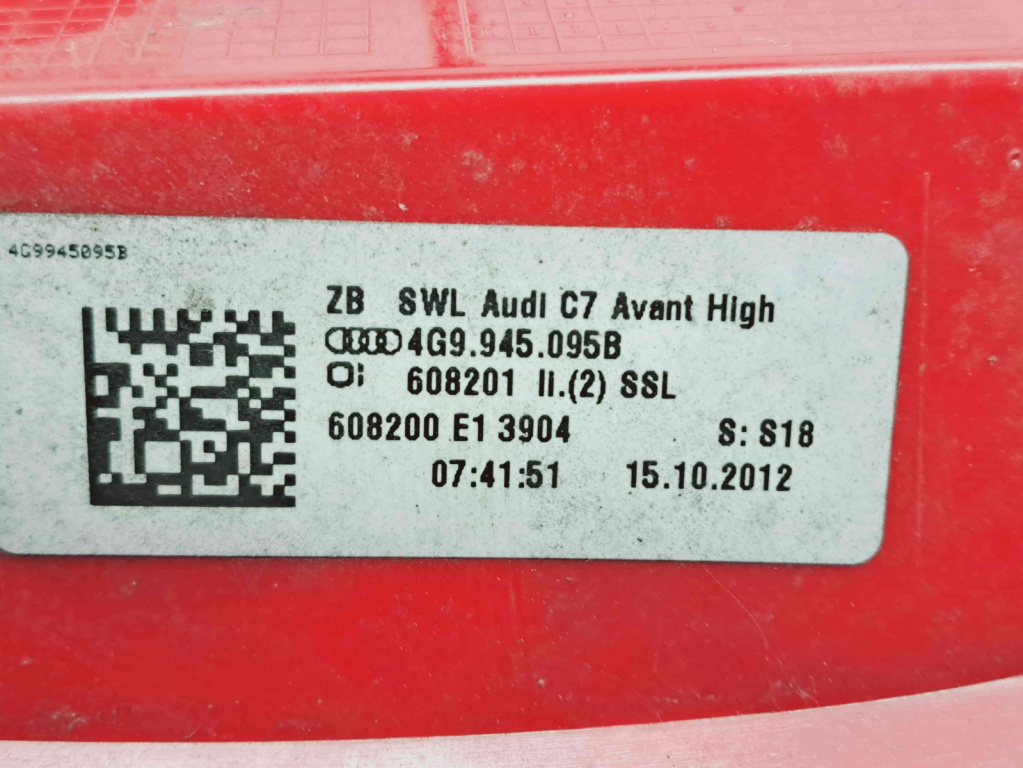 4G9945095B
ZB SWL Audi C7 Avant High
4G9.945.095B
608201 II.(2) SSL
608200 E1 3904 S: S18
07:41:51 15.10.2012